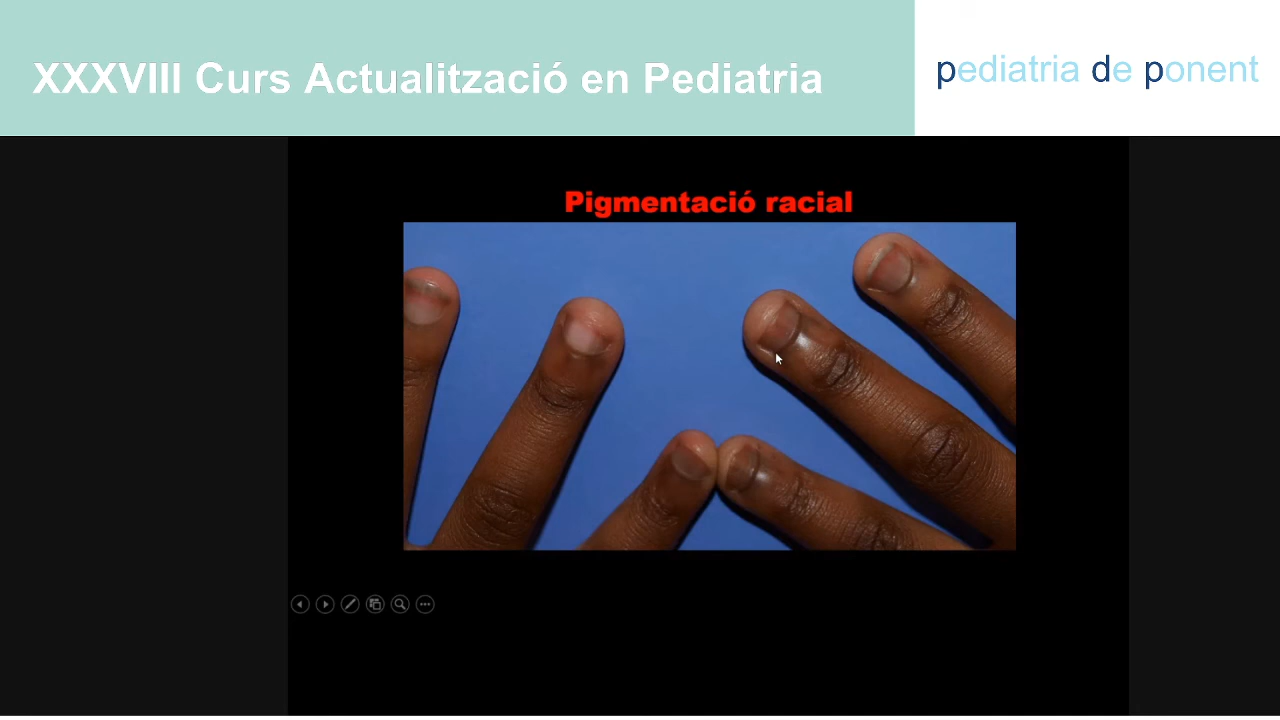 XXXVIII Curs Actualització en Pediatria
pediatria de ponent
Pigmentació racial